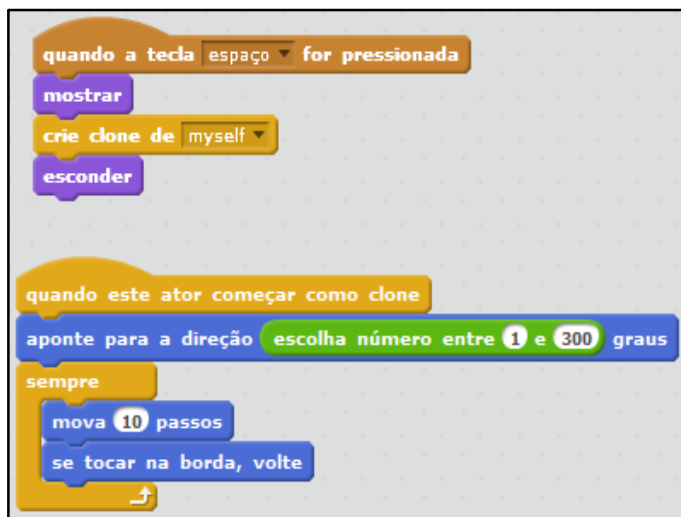 quando a tecla espaço for pressionada
mostrar
crie clone de myself
esconder
quando este ator começar como clone
aponte para a direção escolha número entre 1 e 300 graus
sempre
mova 10 passos
se tocar na borda, volte